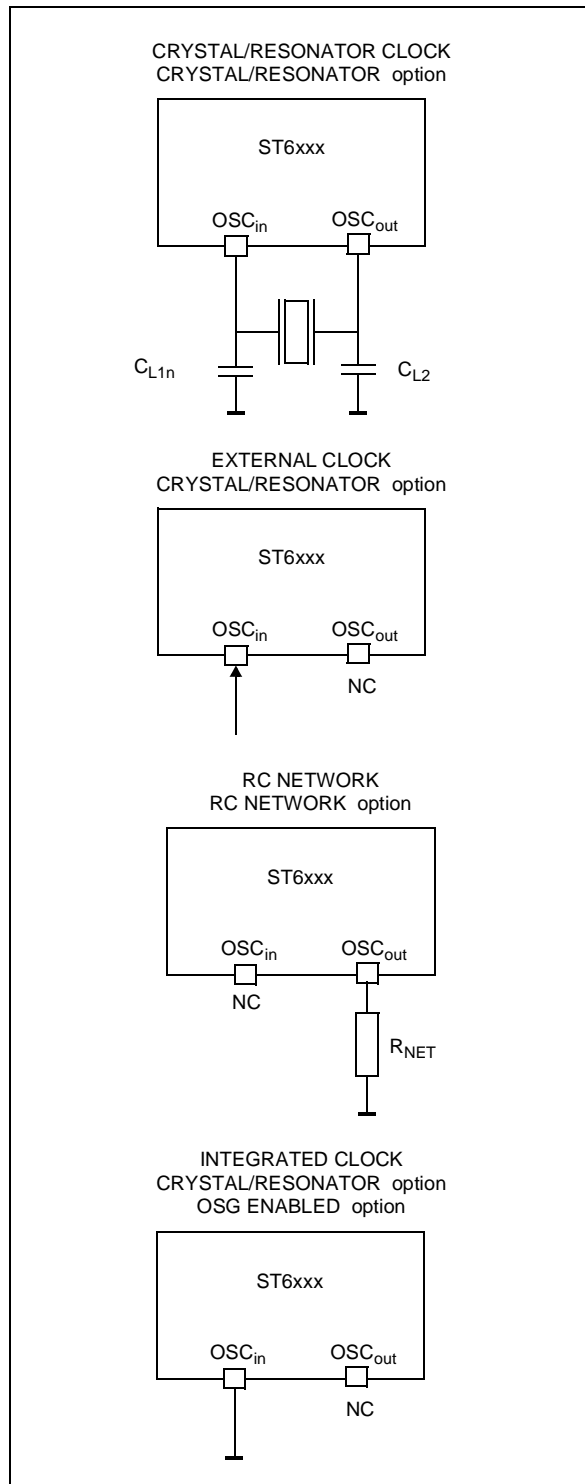 CRYSTAL/RESONATOR CLOCK
CRYSTAL/RESONATOR option
ST6xxx
OSCin OSCout
CL1n CL2
EXTERNAL CLOCK
CRYSTAL/RESONATOR option
ST6xxx
OSCin OSCout
NC
RC NETWORK
RC NETWORK option
ST6xxx
OSCin OSCout
NC
RNET
INTEGRATED CLOCK
CRYSTAL/RESONATOR option
OSG ENABLED option
ST6xxx
OSCin OSCout
NC